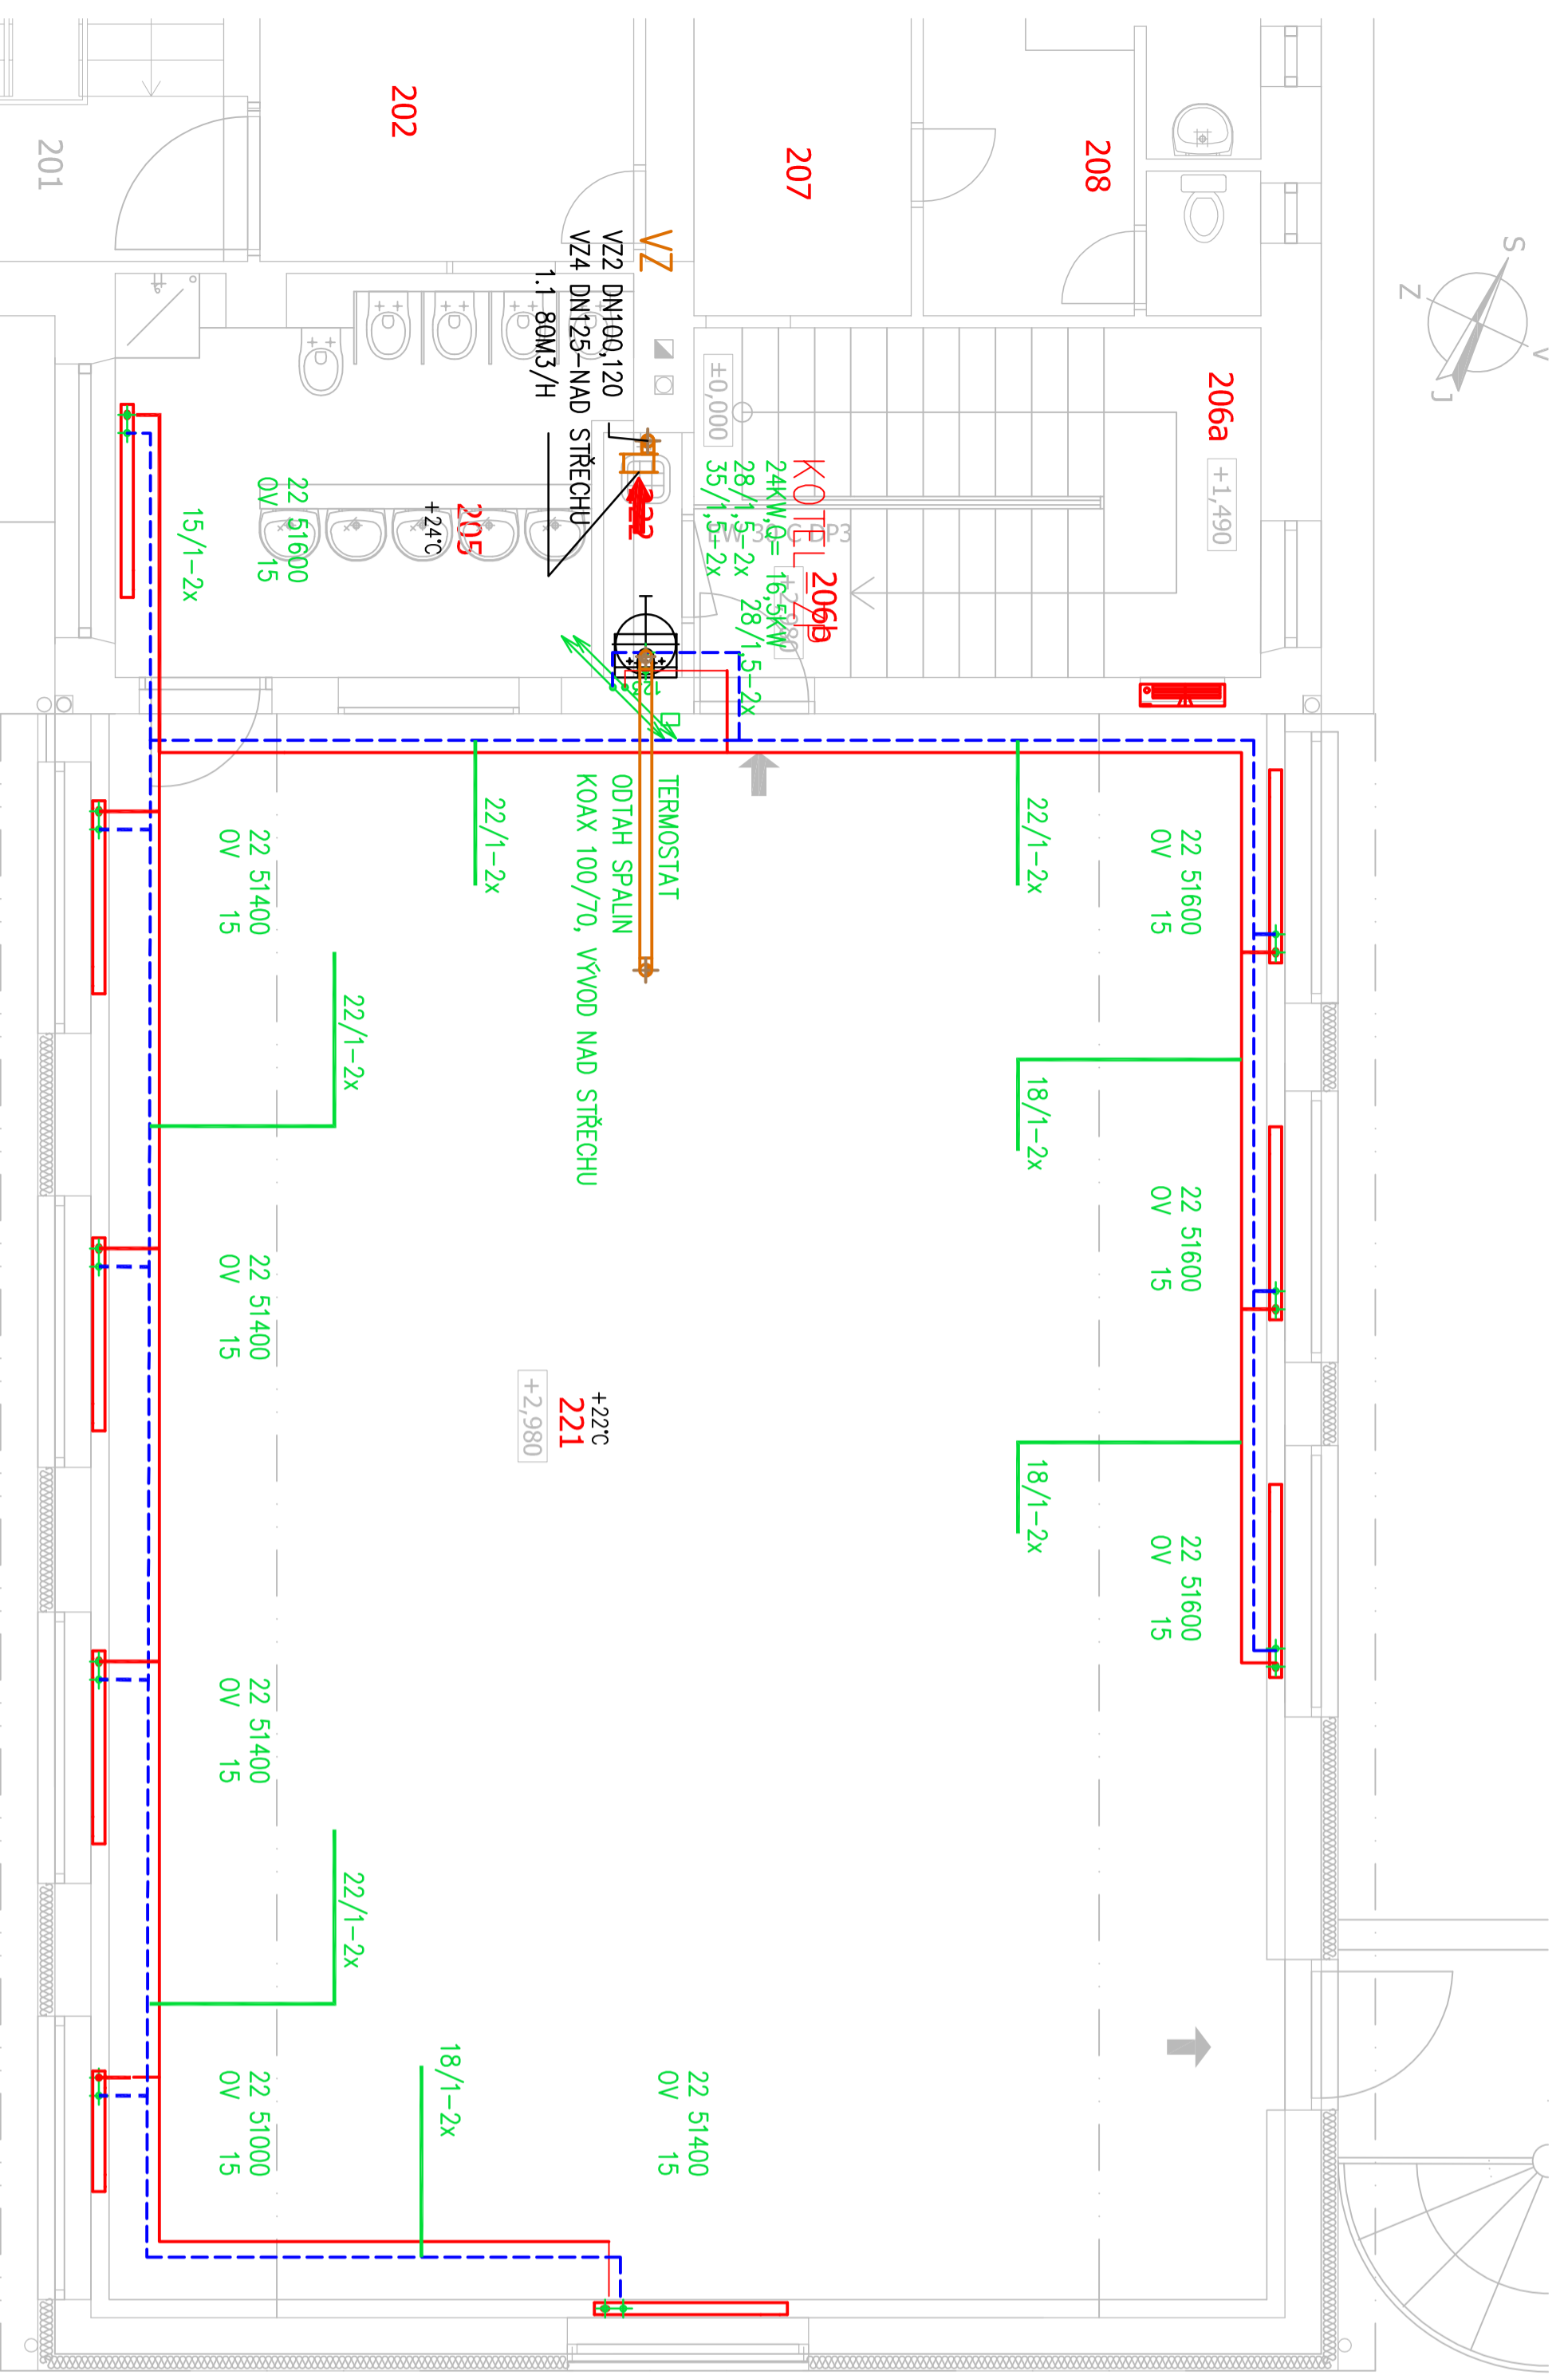 201
202
207
208
S
Z
V
J
VZ
VZ2 DN100,120
VZ4 DN125-NAD STŘECHU
1.1 80M3/H
±0,000
206a
+1,490
KOTEL
24KW,Q= 16,5KW
28/1,5-2x
35/1,5-2x
28/1,5-2x
EW 30 C DP3
206b
+2,980
22 51600
OV 15
15/1-2x
205
+24°C
22/1-2x
22/1-2x
TERMOSTAT
ODTAH SPALIN
KOAX 100/70, VÝVOD NAD STŘECHU
22 51400
OV 15
22 51600
OV 15
22/1-2x
18/1-2x
22 51600
OV 15
22 51400
OV 15
+22°C
221
+2,980
18/1-2x
22 51600
OV 15
22 51400
OV 15
22/1-2x
18/1-2x
22 51000
OV 15
22 51400
OV 15